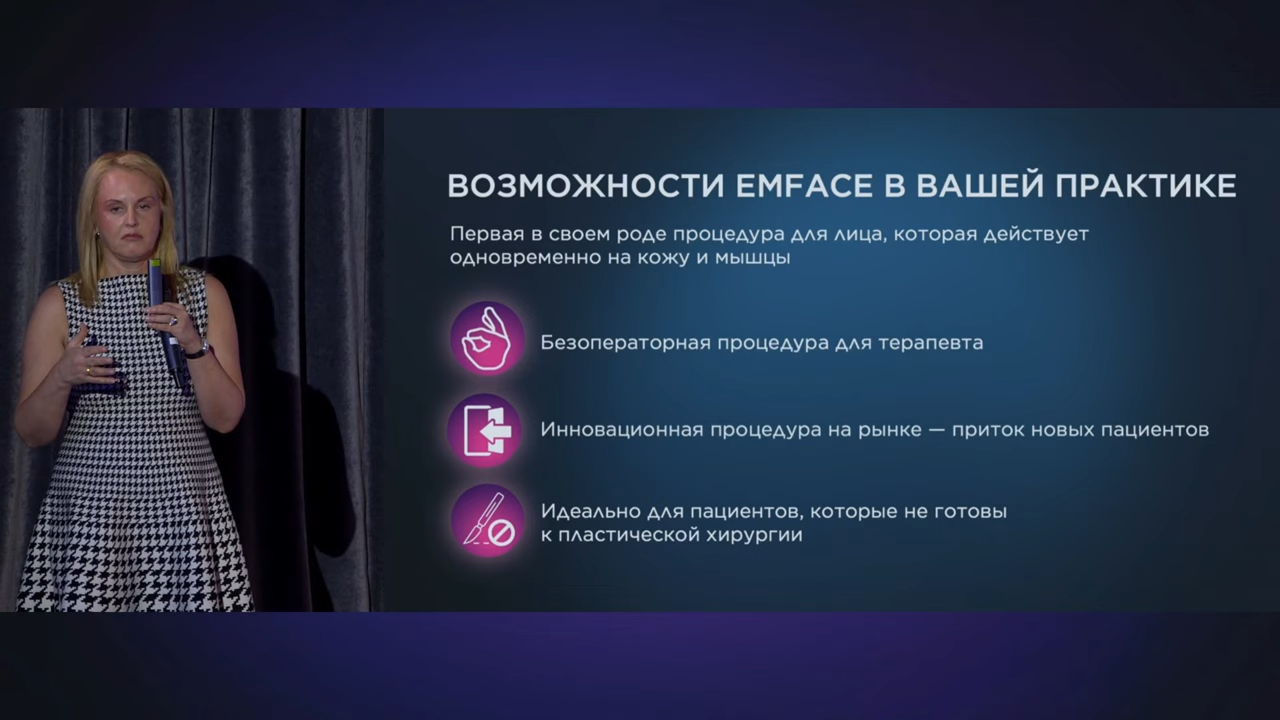 ВОЗМОЖНОСТИ EMFACE В ВАШЕЙ ПРАКТИКЕ
Первая в своем роде процедура для лица, которая действует
одновременно на кожу и мышцы
Безоператорная процедура для терапевта
Инновационная процедура на рынке — приток новых пациентов
Идеально для пациентов, которые не готовы
к пластической хирургии